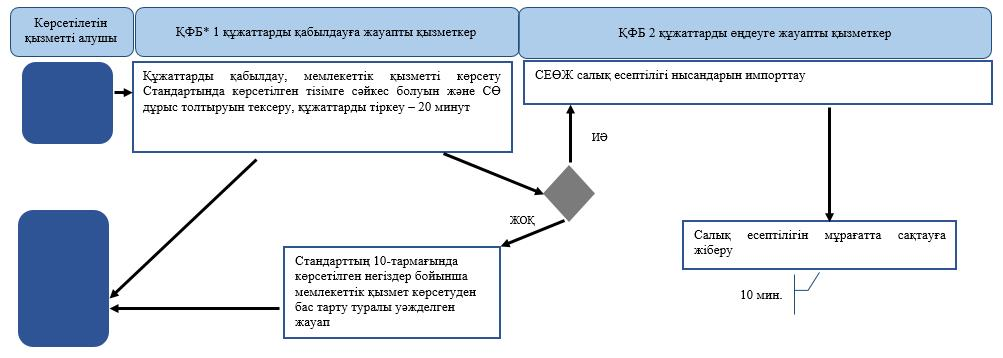 Көрсетілетін
қызметті алушы
ҚФБ* 1 құжаттарды қабылдауға жауапты қызметкер
ҚФБ 2 құжаттарды өңдеуге жауапты қызметкер
Құжаттарды қабылдау, мемлекеттік қызметті көрсету
Стандартында көрсетілген тізімге сәйкес болуын және СӨ
дұрыс толтыруын тексеру, құжаттарды тіркеу – 20 минут
СЕӨЖ салық есептілігі нысандарын импорттау
ИӘ
ЖОҚ
Стандарттың 10-тармағында
көрсетілген негіздер бойынша
мемлекеттік қызмет көрсетуден
бас тарту туралы уәжделген
жауап
Салық есептілігін мұрағатта сақтауға
жіберу
10 мин.